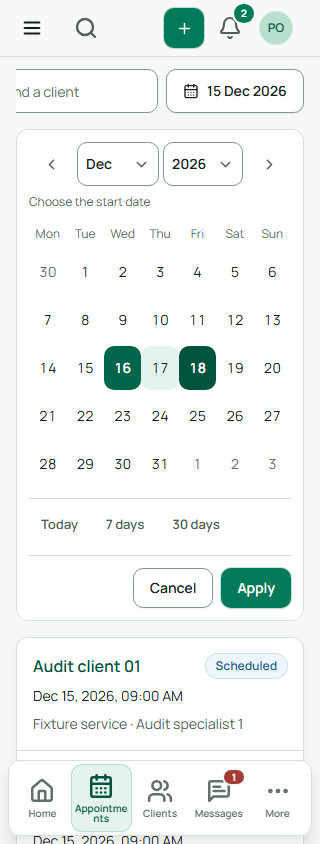 2
PO
nd a client
15 Dec 2026
Dec
2026
Choose the start date
Mon Tue Wed Thu Fri Sat Sun
30 1 2 3 4 5 6
7 8 9 10 11 12 13
14 15 16 17 18 19 20
21 22 23 24 25 26 27
28 29 30 31 1 2 3
Today 7 days 30 days
Cancel Apply
Audit client 01
Scheduled
Dec 15, 2026, 09:00 AM
Fixture service · Audit specialist 1
1
Home
Appointme
nts
Clients
Messages
More
Dec 15, 2026, 09:00 AM